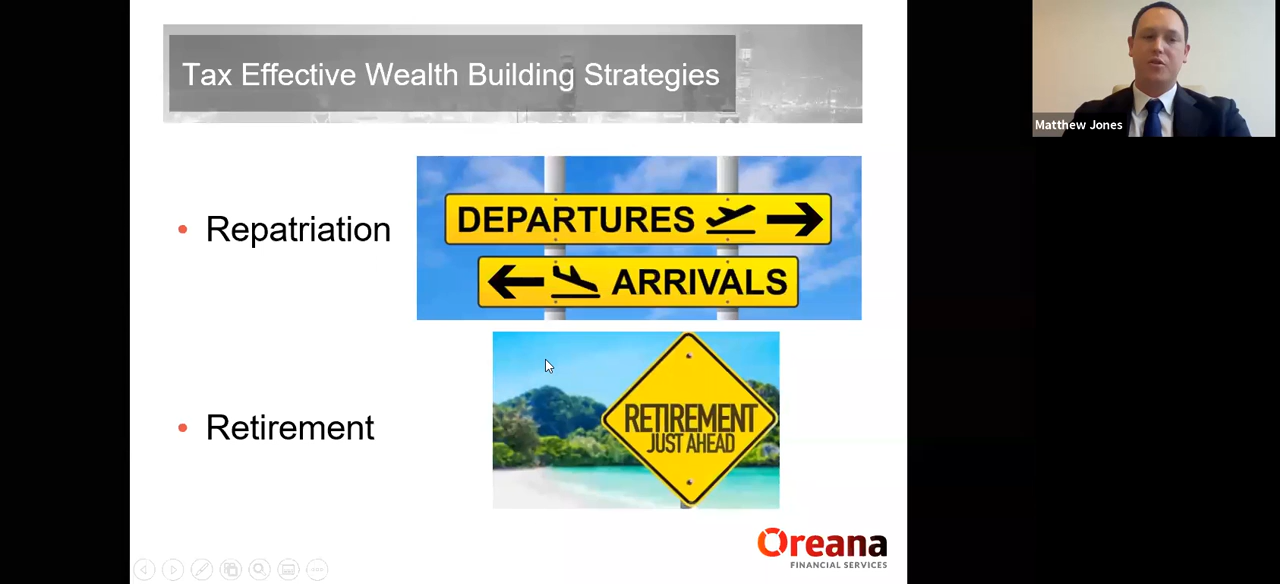 Tax Effective Wealth Building Strategies
Matthew Jones
• Repatriation
DEPARTURES
ARRIVALS
• Retirement
RETIREMENT
JUST AHEAD
Oreana
FINANCIAL SERVICES